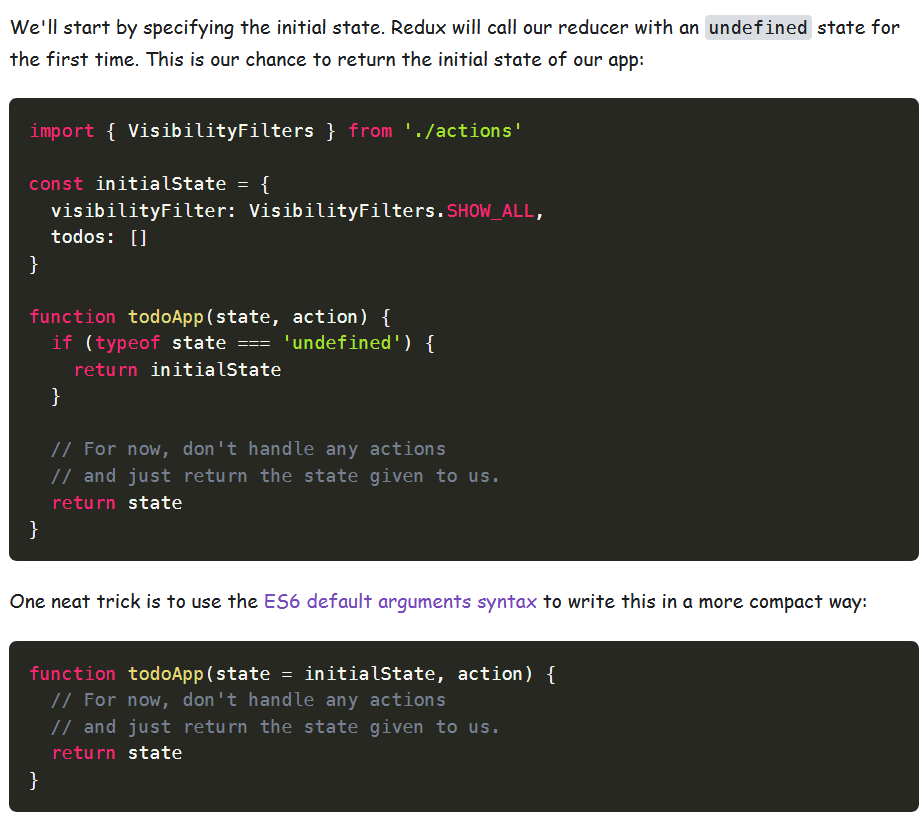 We'll start by specifying the initial state. Redux will call our reducer with an undefined state for
the first time. This is our chance to return the initial state of our app:
import { VisibilityFilters } from './actions'
const initialState = {
  visibilityFilter: VisibilityFilters.SHOW_ALL,
  todos: []
}
function todoApp(state, action) {
  if (typeof state === 'undefined') {
    return initialState
  }
  // For now, don't handle any actions
  // and just return the state given to us.
  return state
}
One neat trick is to use the ES6 default arguments syntax to write this in a more compact way:
function todoApp(state = initialState, action) {
  // For now, don't handle any actions
  // and just return the state given to us.
  return state
}